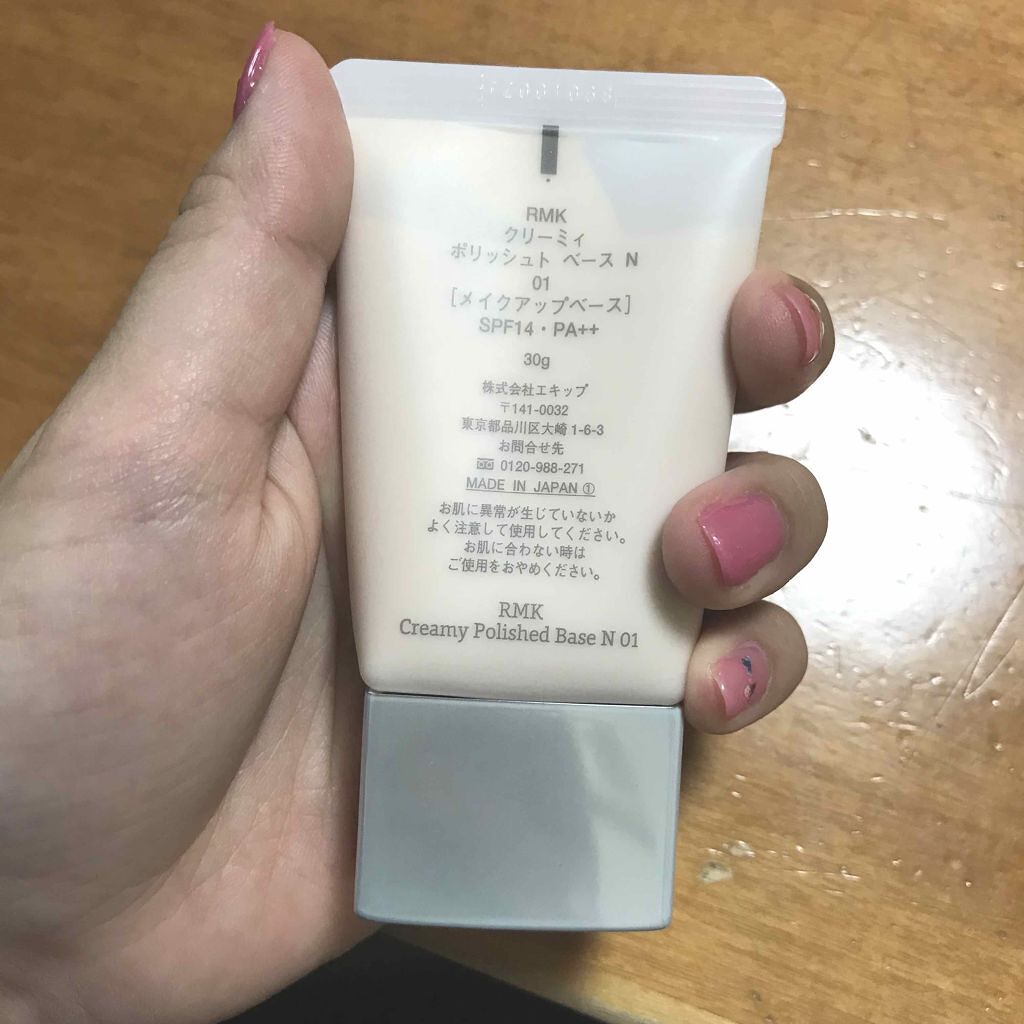 RMK
クリーミィ
ポリッシュト ベース N
01
[メイクアップベース]
SPF14・PA++
30g
株式会社エキップ
〒141-0032
東京都品川区大崎1-6-3
お問合せ先
0120-988-271
MADE IN JAPAN ①
お肌に異常が生じていないか
よく注意して使用してください。
お肌に合わない時は
ご使用をおやめください。
RMK
Creamy Polished Base N 01